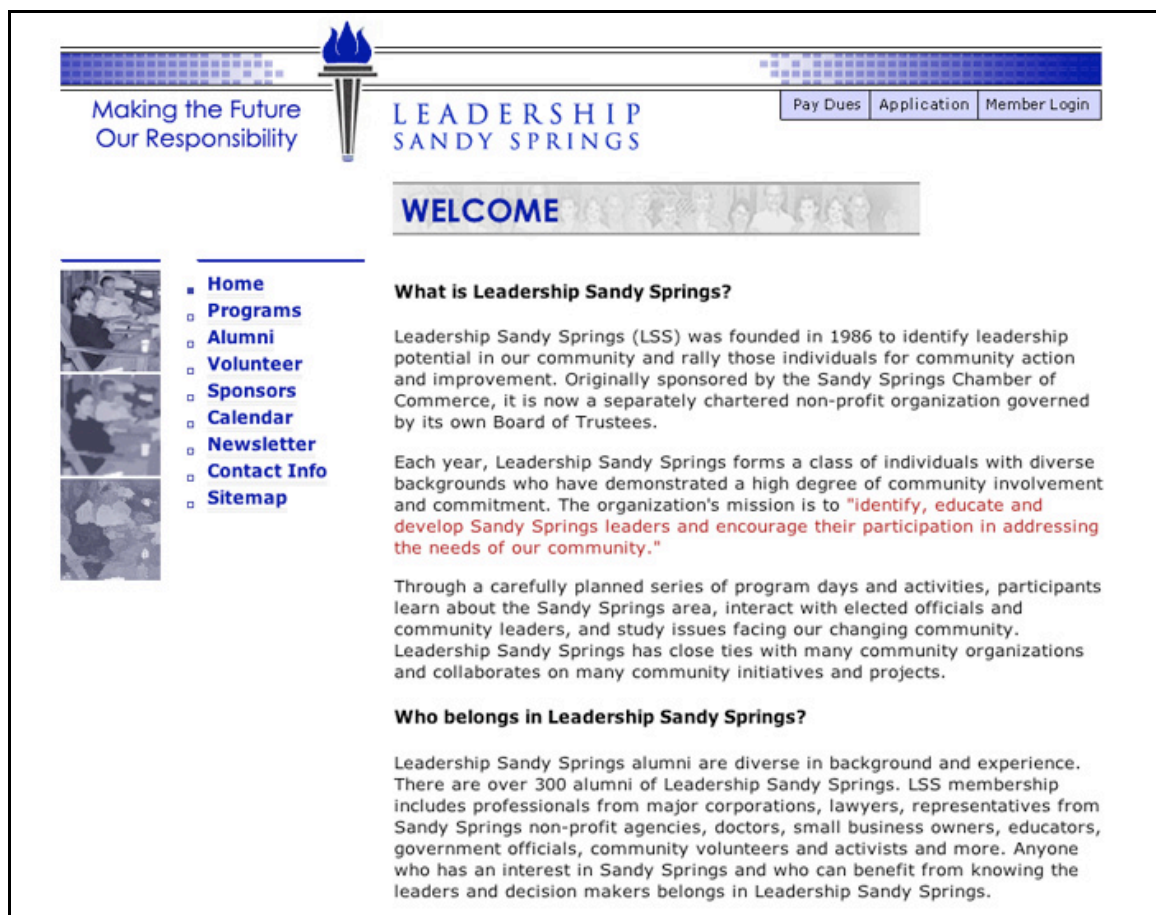 Making the Future
Our Responsibility
LEADERSHIP
SANDY SPRINGS
Pay Dues Application Member Login
WELCOME
Home
Programs
Alumni
Volunteer
Sponsors
Calendar
Newsletter
Contact Info
Sitemap
What is Leadership Sandy Springs?
Leadership Sandy Springs (LSS) was founded in 1986 to identify leadership
potential in our community and rally those individuals for community action
and improvement. Originally sponsored by the Sandy Springs Chamber of
Commerce, it is now a separately chartered non-profit organization governed
by its own Board of Trustees.
Each year, Leadership Sandy Springs forms a class of individuals with diverse
backgrounds who have demonstrated a high degree of community involvement
and commitment. The organization's mission is to "identify, educate and
develop Sandy Springs leaders and encourage their participation in addressing
the needs of our community."
Through a carefully planned series of program days and activities, participants
learn about the Sandy Springs area, interact with elected officials and
community leaders, and study issues facing our changing community.
Leadership Sandy Springs has close ties with many community organizations
and collaborates on many community initiatives and projects.
Who belongs in Leadership Sandy Springs?
Leadership Sandy Springs alumni are diverse in background and experience.
There are over 300 alumni of Leadership Sandy Springs. LSS membership
includes professionals from major corporations, lawyers, representatives from
Sandy Springs non-profit agencies, doctors, small business owners, educators,
government officials, community volunteers and activists and more. Anyone
who has an interest in Sandy Springs and who can benefit from knowing the
leaders and decision makers belongs in Leadership Sandy Springs.